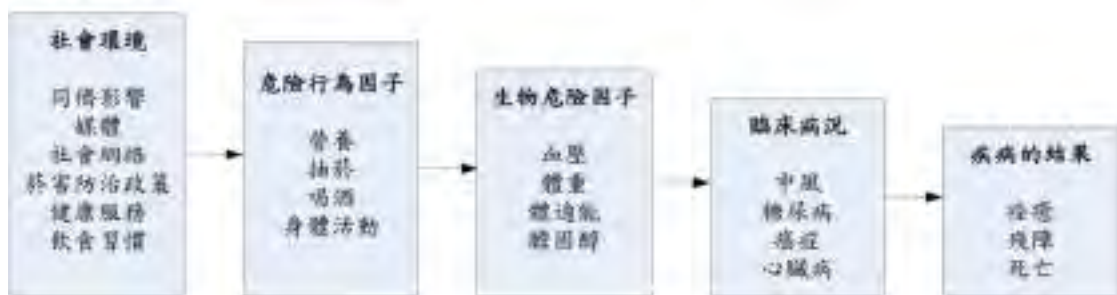 社會環境
同儕影響
媒體
社會網絡
菸害防治政策
健康服務
飲食習慣
危險行為因子
營養
抽菸
喝酒
身體活動
生物危險因子
血壓
體重
體適能
膽固醇
臨床病況
中風
糖尿病
癌症
心臟病
疾病的結果
痊癒
殘障
死亡